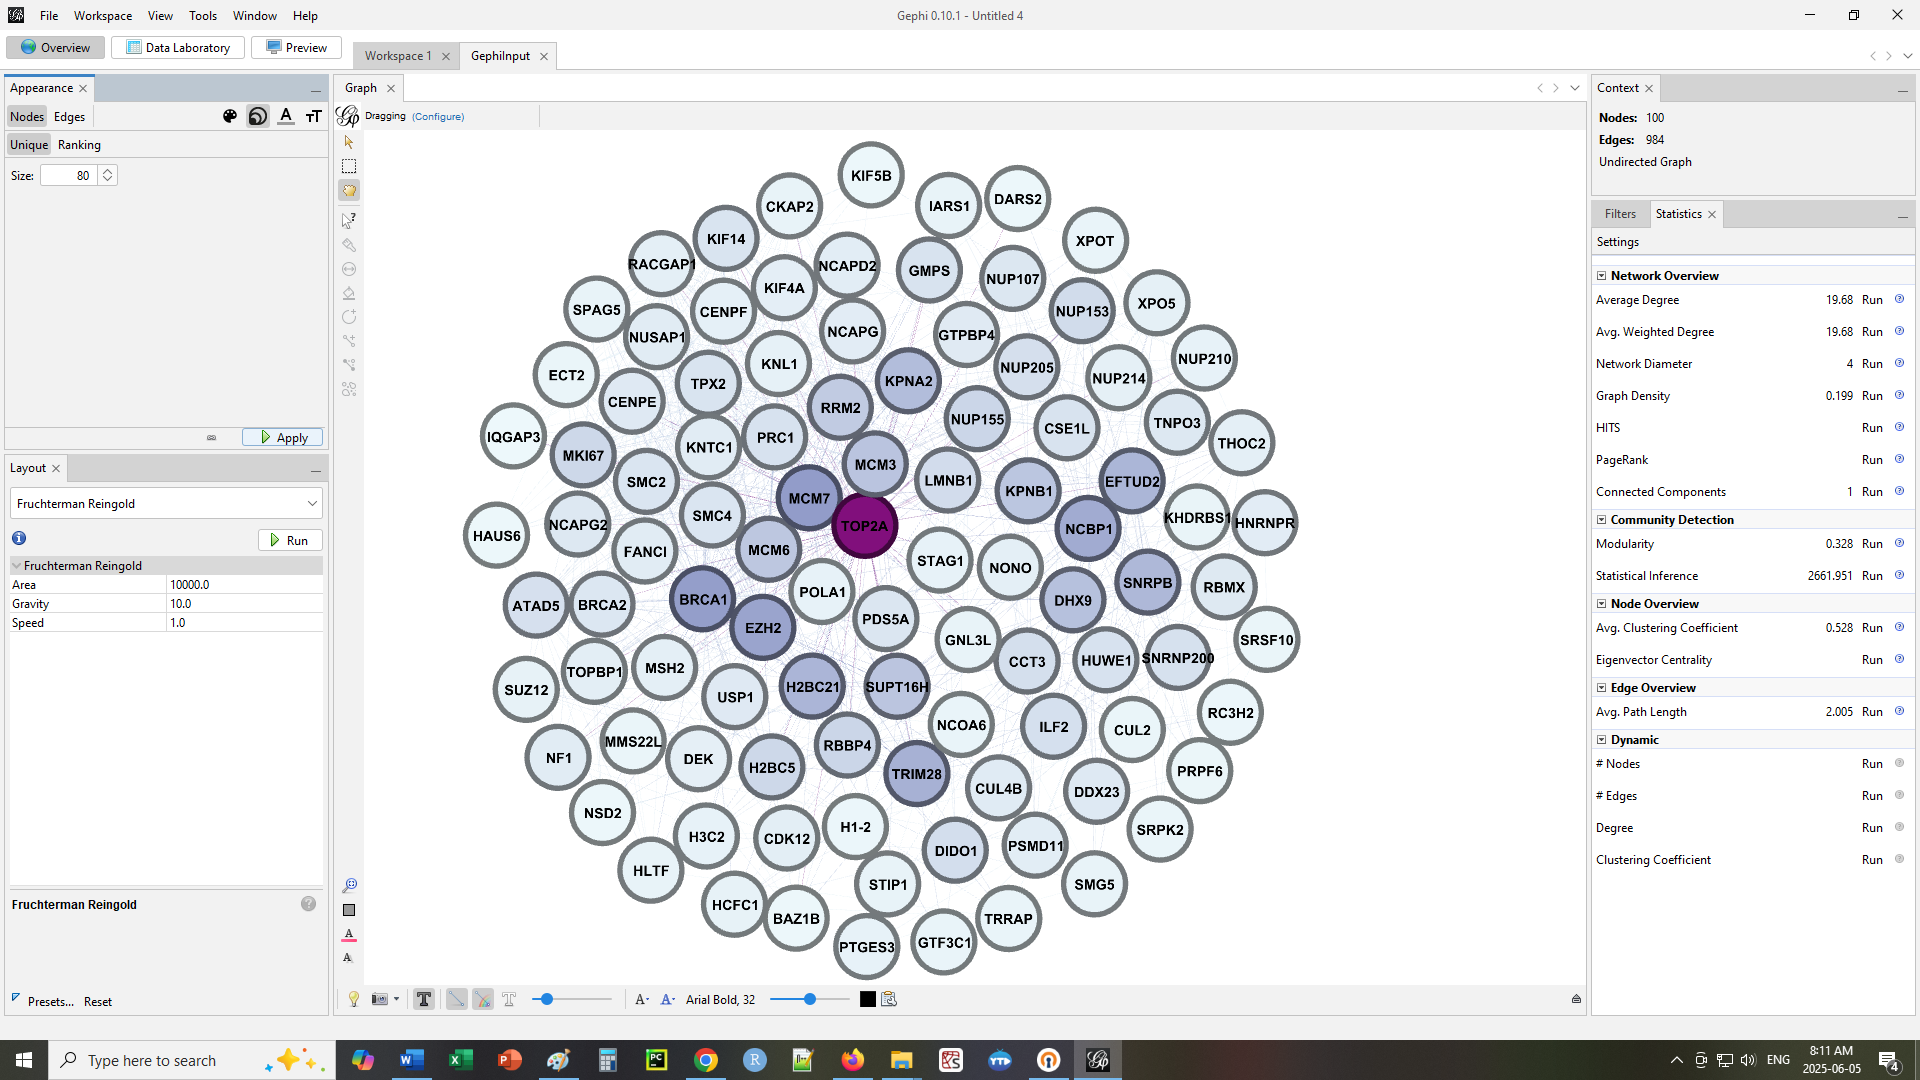 File Workspace View Tools Window Help
Gephi 0.10.1 - Untitled 4
Overview Data Laboratory Preview
Workspace 1 GephiInput
Appearance
Nodes Edges
Unique Ranking
Size: 80
Apply
Layout
Fruchterman Reingold
Run
Fruchterman Reingold
Area 10000.0
Gravity 10.0
Speed 1.0
Fruchterman Reingold
Presets... Reset
Graph
Dragging (Configure)
KIF5B
DARS2
CKAP2
IARS1
KIF14
XPOT
RACGAP1
NCAPD2
GMPS
NUP107
KIF4A
XPO5
SPAG5
CENPF
NUP153
NUSAP1
NCAPG
GTPBP4
NUP210
KNL1
NUP205
ECT2
TPX2
KPNA2
NUP214
CENPE
RRM2
NUP155
TNPO3
CSE1L
IQGAP3
PRC1
THOC2
KNTC1
MKI67
MCM3
SMC2
LMNB1
EFTUD2
KPNB1
MCM7
SMC4
KHDRBS1
HNRNPR
NCAPG2
TOP2A
NCBP1
HAUS6
FANCI
MCM6
STAG1
NONO
SNRPB
RBMX
POLA1
BRCA1
DHX9
ATAD5
BRCA2
PDS5A
EZH2
GNL3L
SRSF10
SNRNP200
HUWE1
CCT3
MSH2
TOPBP1
H2BC21
SUPT16H
SUZ12
USP1
RC3H2
NCOA6
ILF2
CUL2
MMS22L
RBBP4
NF1
DEK
H2BC5
PRPF6
TRIM28
CUL4B
DDX23
NSD2
H1-2
SRPK2
H3C2
CDK12
PSMD11
DIDO1
HLTF
STIP1
SMG5
HCFC1
BAZ1B
TRRAP
GTF3C1
PTGES3
Arial Bold, 32
Context
Nodes: 100
Edges: 984
Undirected Graph
Filters Statistics
Settings
Network Overview
Average Degree 19.68 Run
Avg. Weighted Degree 19.68 Run
Network Diameter 4 Run
Graph Density 0.199 Run
HITS Run
PageRank Run
Connected Components 1 Run
Community Detection
Modularity 0.328 Run
Statistical Inference 2661.951 Run
Node Overview
Avg. Clustering Coefficient 0.528 Run
Eigenvector Centrality Run
Edge Overview
Avg. Path Length 2.005 Run
Dynamic
# Nodes Run
# Edges Run
Degree Run
Clustering Coefficient Run
Type here to search
ENG
8:11 AM
2025-06-05
4